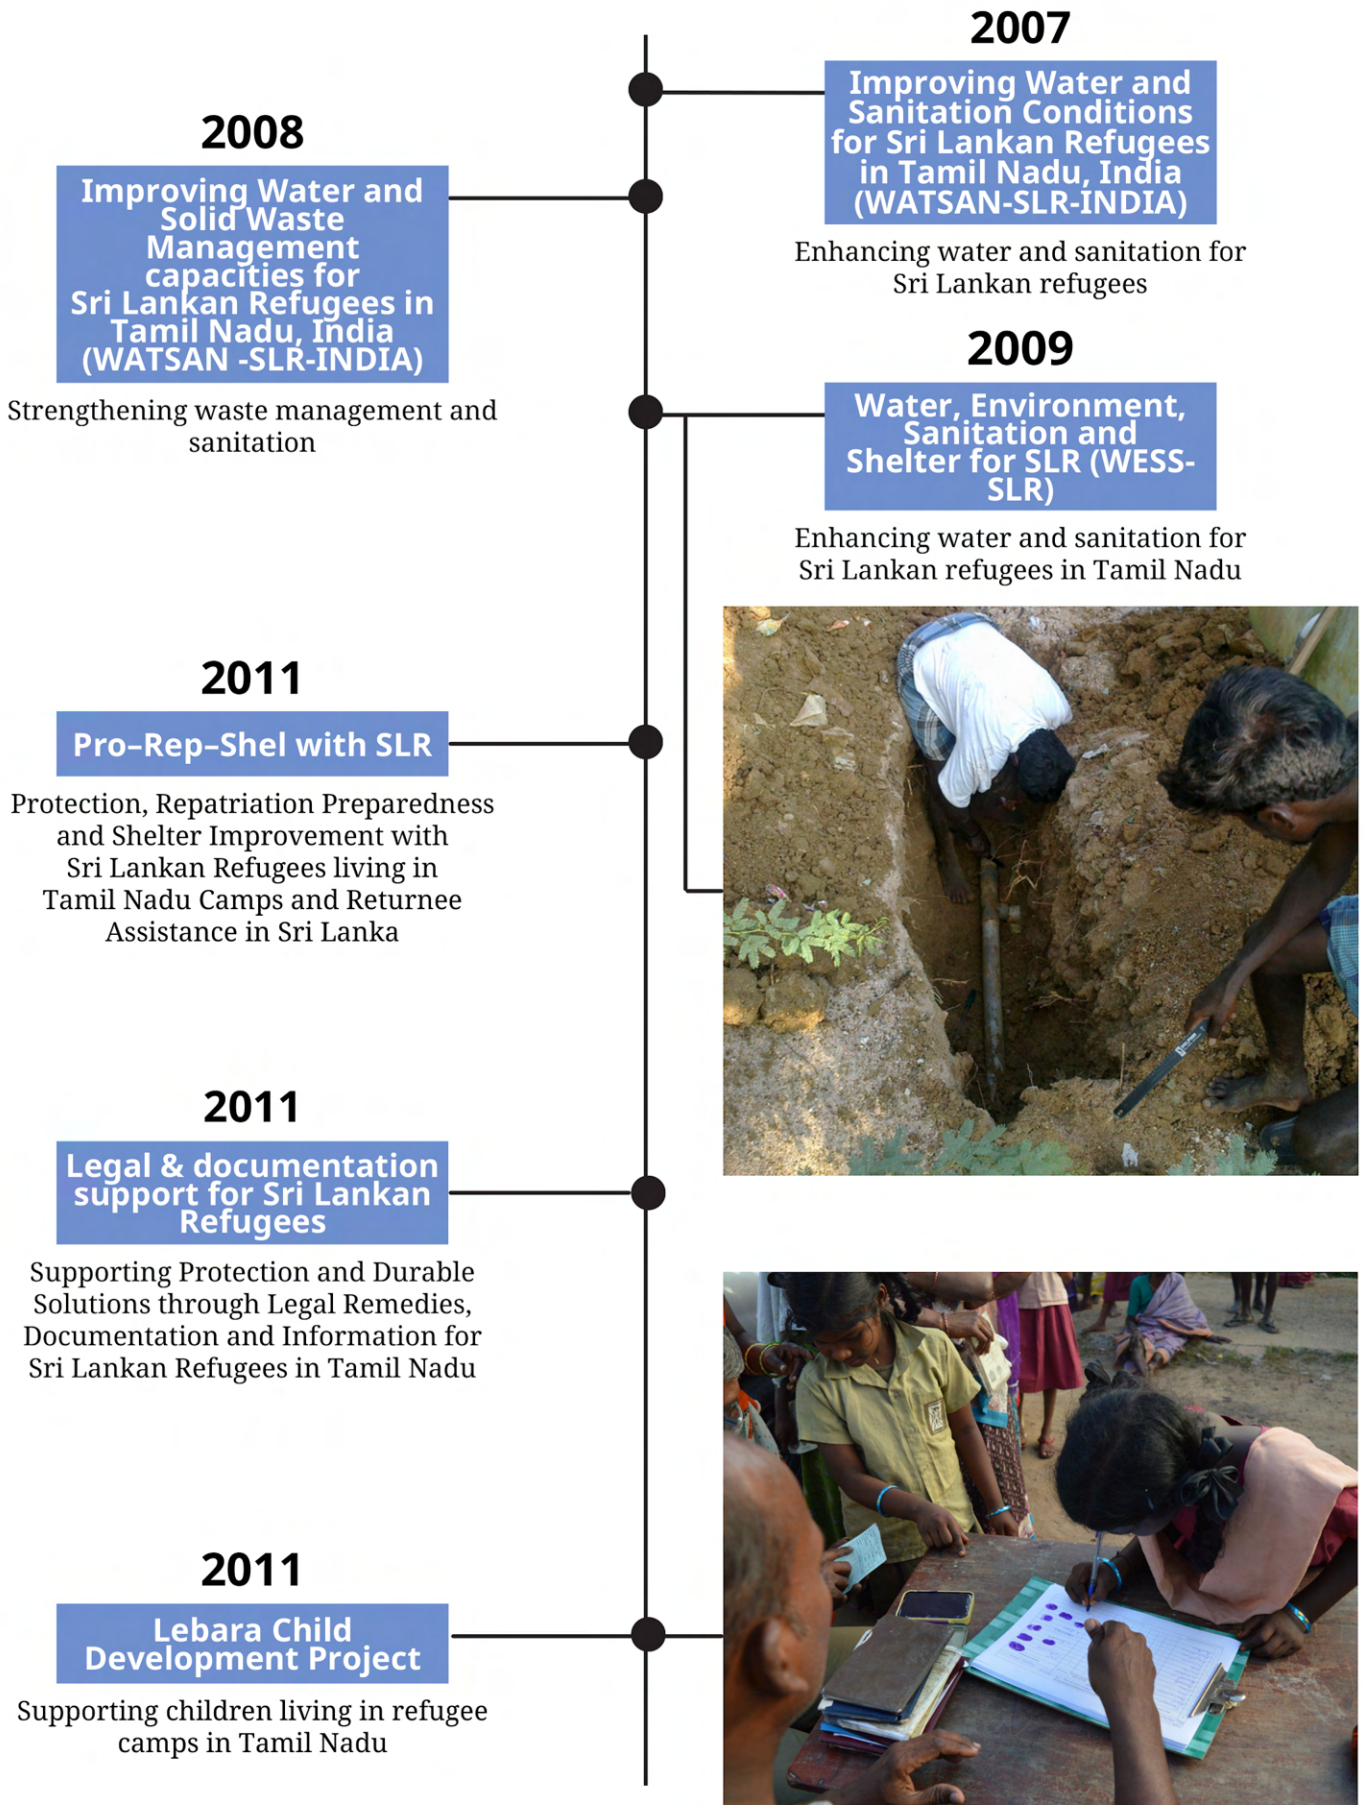 2007
Improving Water and
Sanitation Conditions
for Sri Lankan Refugees
in Tamil Nadu, India
(WATSAN-SLR-INDIA)
Enhancing water and sanitation for
Sri Lankan refugees
2008
Improving Water and
Solid Waste
Management
capacities for
Sri Lankan Refugees in
Tamil Nadu, India
(WATSAN -SLR-INDIA)
Strengthening waste management and
sanitation
2009
Water, Environment,
Sanitation and
Shelter for SLR (WESS-
SLR)
Enhancing water and sanitation for
Sri Lankan refugees in Tamil Nadu
2011
Pro–Rep–Shel with SLR
Protection, Repatriation Preparedness
and Shelter Improvement with
Sri Lankan Refugees living in
Tamil Nadu Camps and Returnee
Assistance in Sri Lanka
2011
Legal & documentation
support for Sri Lankan
Refugees
Supporting Protection and Durable
Solutions through Legal Remedies,
Documentation and Information for
Sri Lankan Refugees in Tamil Nadu
2011
Lebara Child
Development Project
Supporting children living in refugee
camps in Tamil Nadu